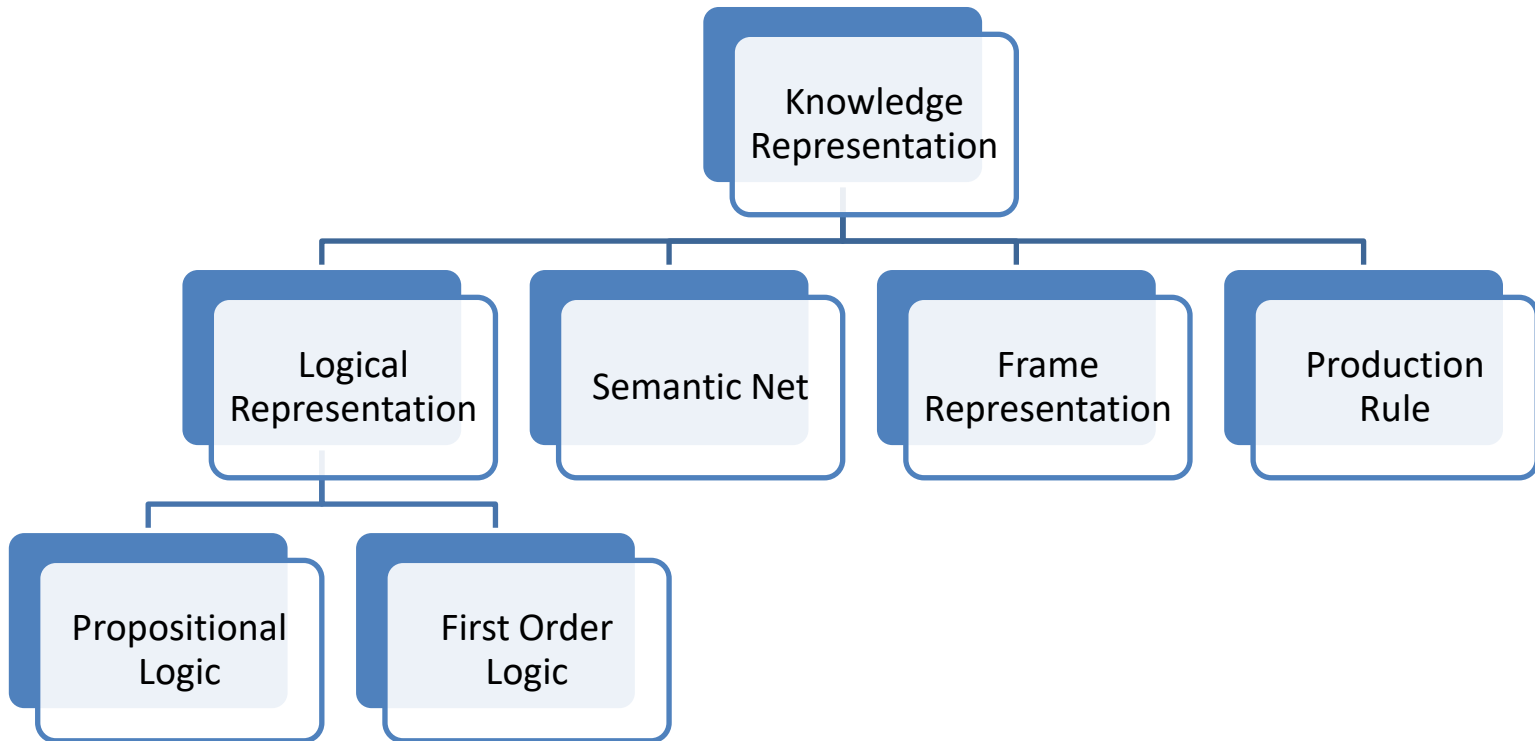 Knowledge
Representation
Logical
Representation
Semantic Net
Frame
Representation
Production
Rule
Propositional
Logic
First Order
Logic